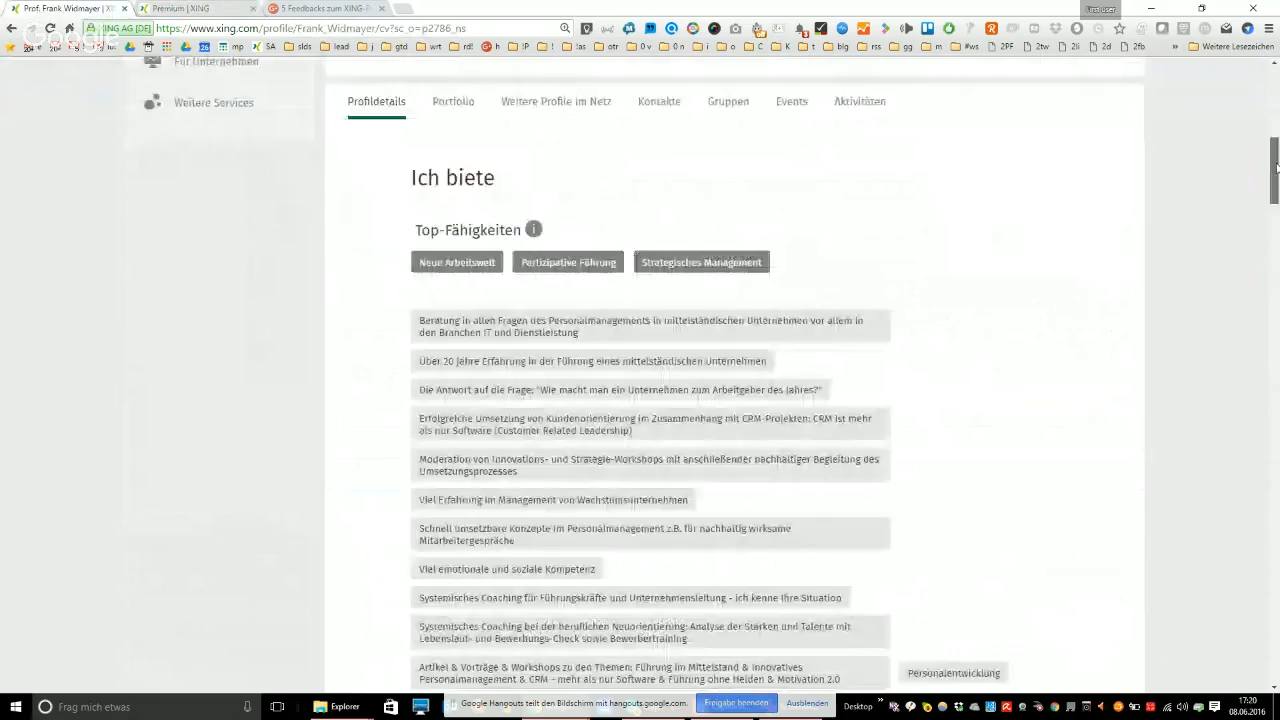 Prof. Frank_Widmayer | XI
Premium | XING
5 Feedbacks zum XING-P
First user
XING AG [DE]
https://www.xing.com/profile/Frank_Widmayer/cv?sc_o=p2786_ns
Google
Weitere Lesezeichen
Für Unternehmen
Weitere Services
Profildetails
Portfolio
Weitere Profile im Netz
Kontakte
Gruppen
Events
Aktivitäten
Ich biete
Top-Fähigkeiten
Neue Arbeitswelt
Partizipative Führung
Strategisches Management
Beratung in allen Fragen des Personalmanagements in mittelständischen Unternehmen vor allem in
den Branchen IT und Dienstleistung
Über 20 Jahre Erfahrung in der Führung eines mittelständischen Unternehmen
Die Antwort auf die Frage: "Wie macht man ein Unternehmen zum Arbeitgeber des Jahres?"
Erfolgreiche Umsetzung von Kundenorientierung im Zusammenhang mit CRM-Projekten: CRM ist mehr
als nur Software (Customer Related Leadership)
Moderation von Innovations- und Strategie-Workshops mit anschließender nachhaltiger Begleitung des
Umsetzungsprozesses
Viel Erfahrung im Management von Wachstumsunternehmen
Schnell umsetzbare Konzepte im Personalmanagement z.B. für nachhaltig wirksame
Mitarbeitergespräche
Viel emotionale und soziale Kompetenz
Systemisches Coaching für Führungskräfte und Unternehmensleitung - ich kenne Ihre Situation
Systemisches Coaching bei der beruflichen Neuorientierung: Analyse der Stärken und Talente mit
Lebenslauf- und Bewerbungs-Check sowie Bewerbertraining
Artikel & Vorträge & Workshops zu den Themen: Führung im Mittelstand & Innovatives
Personalmanagement & CRM - mehr als nur Software & Führung ohne Helden & Motivation 2.0
Personalentwicklung
Frag mich etwas
Explorer
Google Hangouts teilt den Bildschirm mit hangouts.google.com.
Freigabe beenden
Ausblenden
Desktop
17:20
08.06.2016